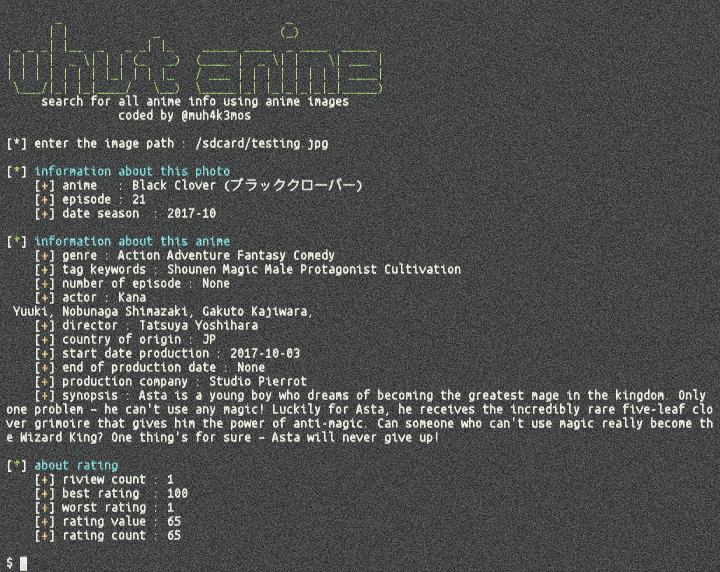 whut anime
search for all anime info using anime images
coded by @muh4k3mos
[*] enter the image path : /sdcard/testing.jpg
[*] information about this photo
[+] anime : Black Clover (ブラッククローバー)
[+] episode : 21
[+] date season : 2017-10
[*] information about this anime
[+] genre : Action Adventure Fantasy Comedy
[+] tag keywords : Shounen Magic Male Protagonist Cultivation
[+] number of episode : None
[+] actor : Kana
Yuuki, Nobunaga Shimazaki, Gakuto Kajiwara,
[+] director : Tatsuya Yoshihara
[+] country of origin : JP
[+] start date production : 2017-10-03
[+] end of production date : None
[+] production company : Studio Pierrot
[+] synopsis : Asta is a young boy who dreams of becoming the greatest mage in the kingdom. Only
one problem – he can't use any magic! Luckily for Asta, he receives the incredibly rare five-leaf clo
ver grimoire that gives him the power of anti-magic. Can someone who can't use magic really become th
e Wizard King? One thing's for sure – Asta will never give up!
[*] about rating
[+] riview count : 1
[+] best rating : 100
[+] worst rating : 1
[+] rating value : 65
[+] rating count : 65
$